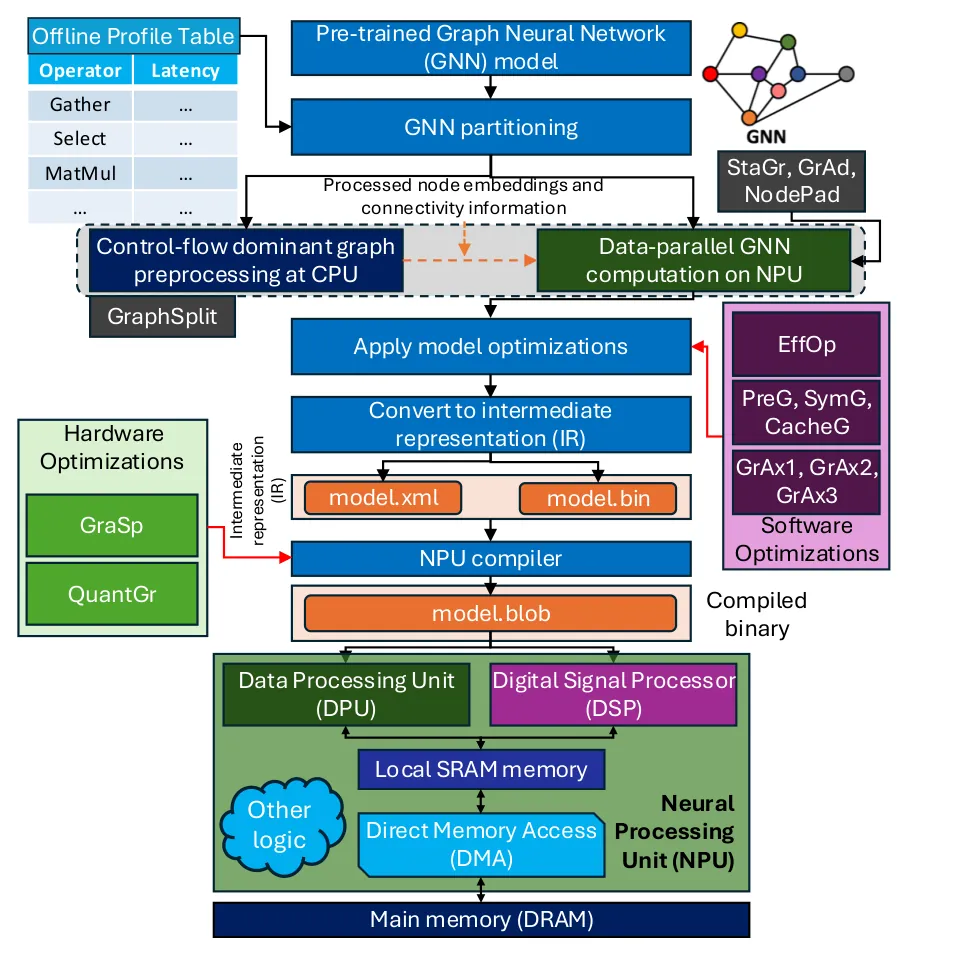 Offline Profile Table
Operator Latency
Gather ...
Select ...
MatMul ...
... ...
Pre-trained Graph Neural Network
(GNN) model
GNN partitioning
GNN
StaGr, GrAd,
NodePad
Processed node embeddings and
connectivity information
Control-flow dominant graph
preprocessing at CPU
Data-parallel GNN
computation on NPU
GraphSplit
Apply model optimizations
EffOp
PreG, SymG,
CacheG
GrAx1, GrAx2,
GrAx3
Software
Optimizations
Convert to intermediate
representation (IR)
Hardware
Optimizations
GraSp
QuantGr
Intermediate
representation
(IR)
model.xml
model.bin
NPU compiler
model.blob
Compiled
binary
Data Processing Unit
(DPU)
Digital Signal Processor
(DSP)
Local SRAM memory
Other
logic
Direct Memory Access
(DMA)
Neural
Processing
Unit (NPU)
Main memory (DRAM)